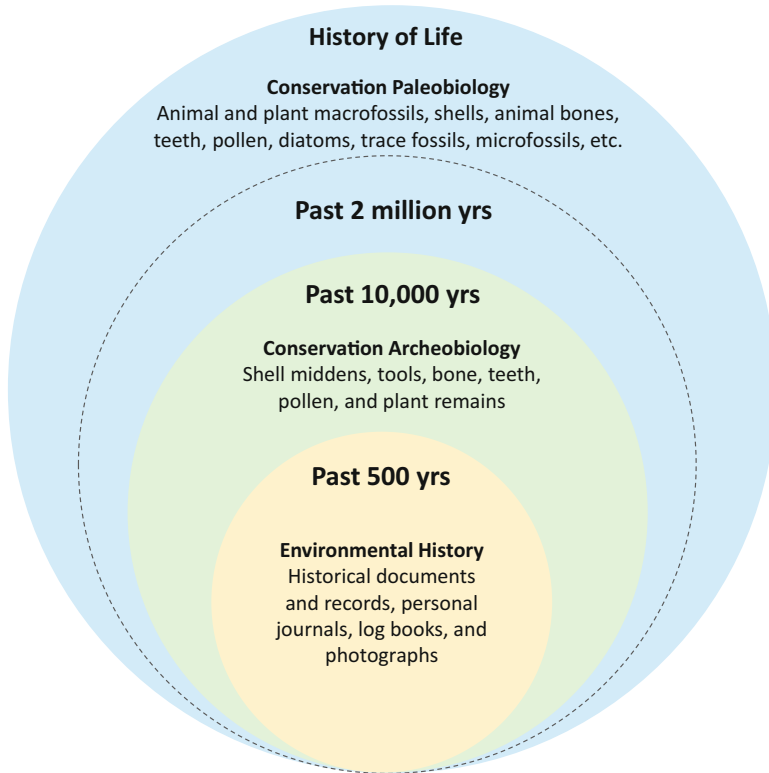 History of Life
Conservation Paleobiology
Animal and plant macrofossils, shells, animal bones,
teeth, pollen, diatoms, trace fossils, microfossils, etc.
Past 2 million yrs
Past 10,000 yrs
Conservation Archeobiology
Shell middens, tools, bone, teeth,
pollen, and plant remains
Past 500 yrs
Environmental History
Historical documents
and records, personal
journals, log books, and
photographs